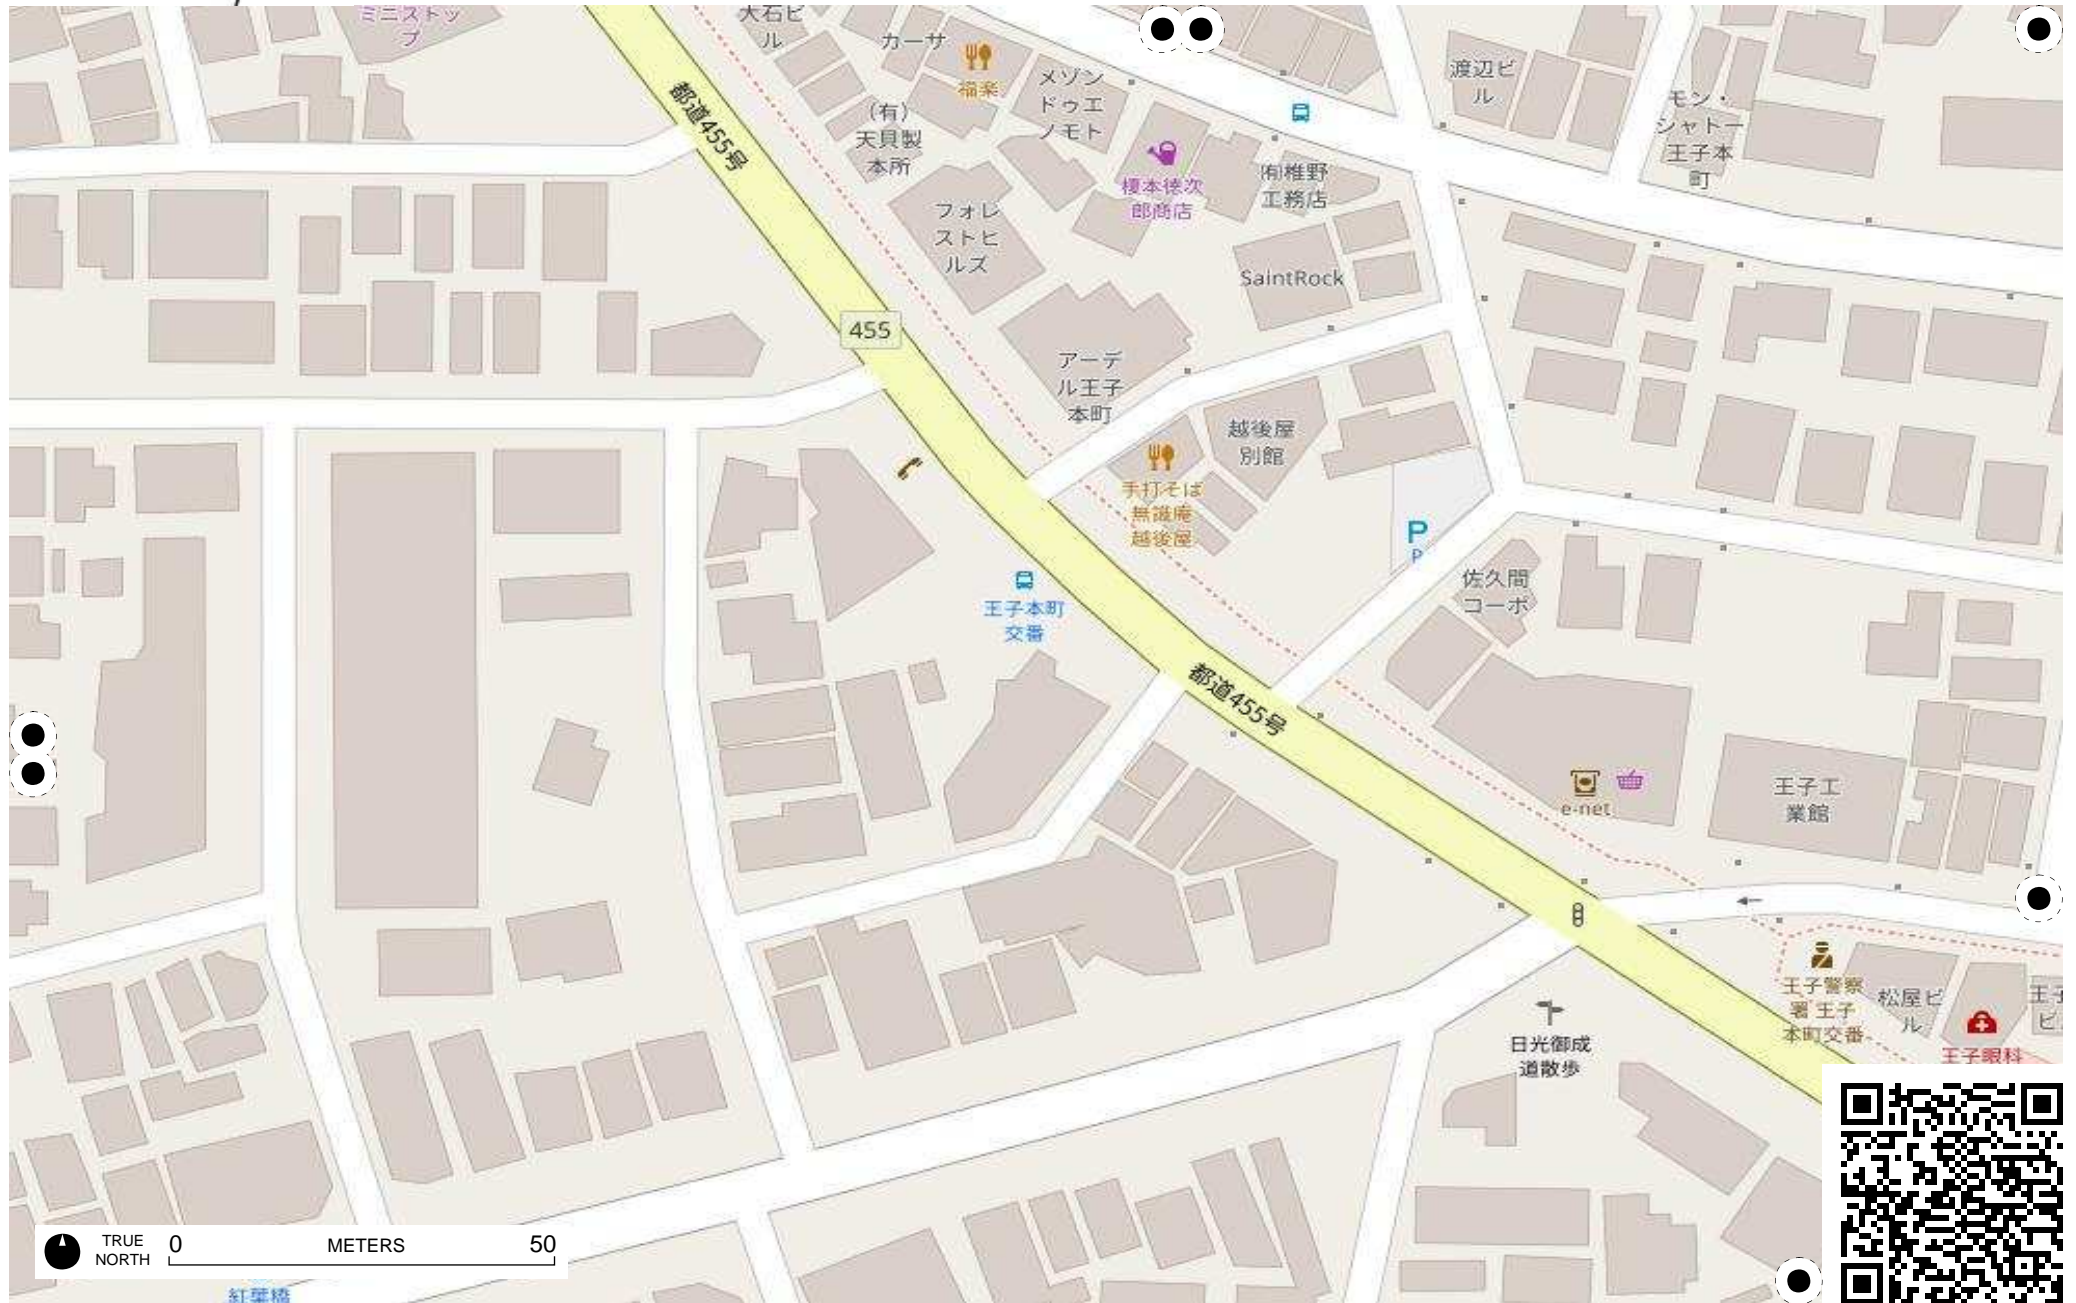 ミニストッ
プ
大石ビ
ル
カーサ
福楽
メゾン
ドゥエ
ノモト
(有)
天貝製
本所
渡辺ビ
ル
モン・
シャトー
王子本
町
都道455号
榎本徳次
郎商店
㈲椎野
工務店
フォレ
ストヒ
ルズ
SaintRock
455
アーデ
ル王子
本町
越後屋
別館
手打そば
無識庵
越後屋
P
P
佐久間
コーポ
王子本町
交番
都道455号
e-net
王子工
業館
王子警察
署 王子
本町交番
松屋ビ
ル
王子眼科
日光御成
道散歩
TRUE
NORTH
0 METERS 50
紅葉橋